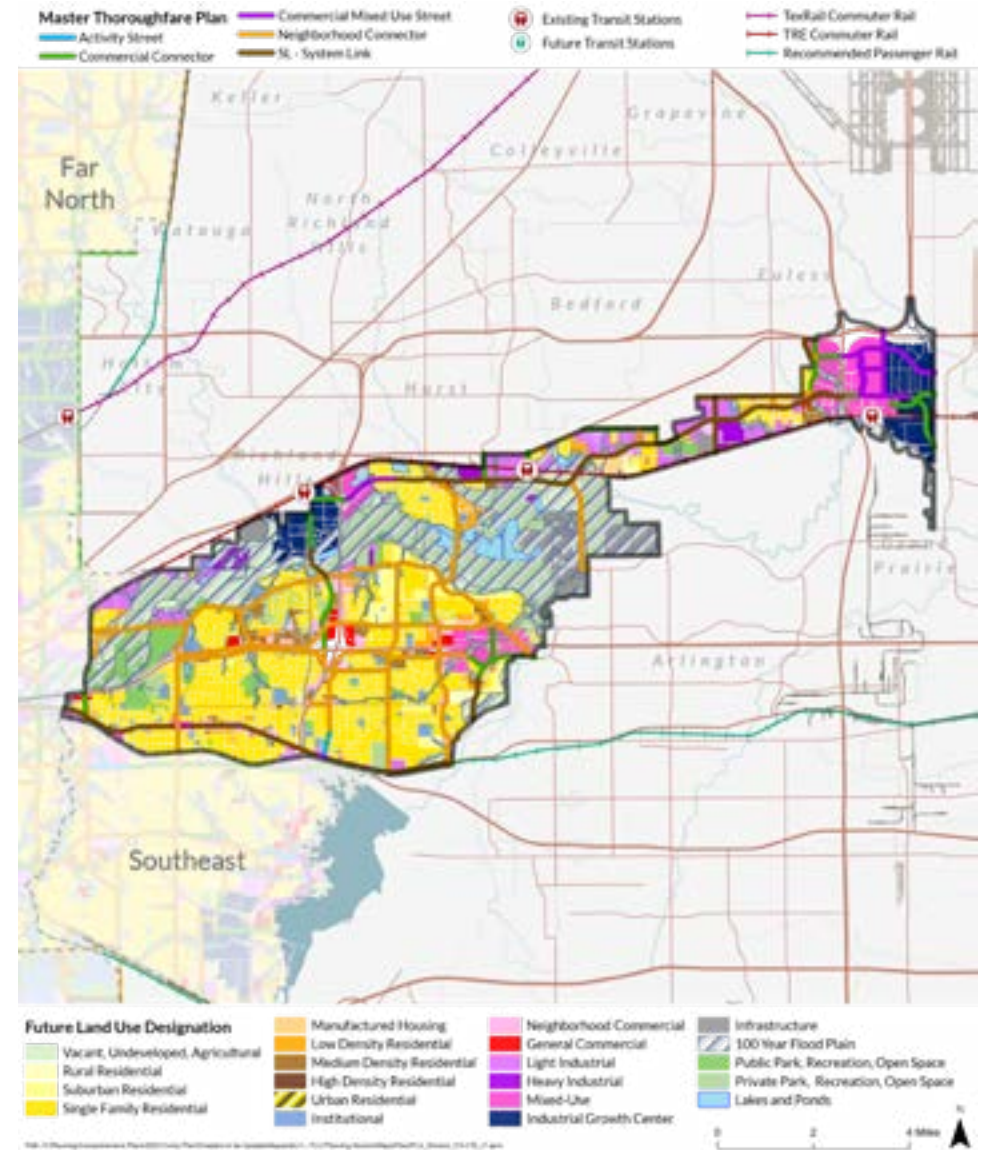 Master Thoroughfare Plan
Activity Street
Commercial Connector
Commercial Mixed Use Street
Neighborhood Connector
SL - System Link
Existing Transit Stations
Future Transit Stations
TexRail Commuter Rail
TRE Commuter Rail
Recommended Passenger Rail
Keller
Grapevine
Colleyville
Far
North
North
Richland
Hills
Watauga
Euless
Bedford
Haltom
Hurst
Richland
Hills
Grand
Prairie
Arlington
Southeast
Future Land Use Designation
Vacant, Undeveloped, Agricultural
Rural Residential
Suburban Residential
Single Family Residential
Manufactured Housing
Low Density Residential
Medium Density Residential
High Density Residential
Urban Residential
Institutional
Neighborhood Commercial
General Commercial
Light Industrial
Heavy Industrial
Mixed-Use
Industrial Growth Center
Infrastructure
100 Year Flood Plain
Public Park, Recreation, Open Space
Private Park, Recreation, Open Space
Lakes and Ponds
N
0 2 4 Miles